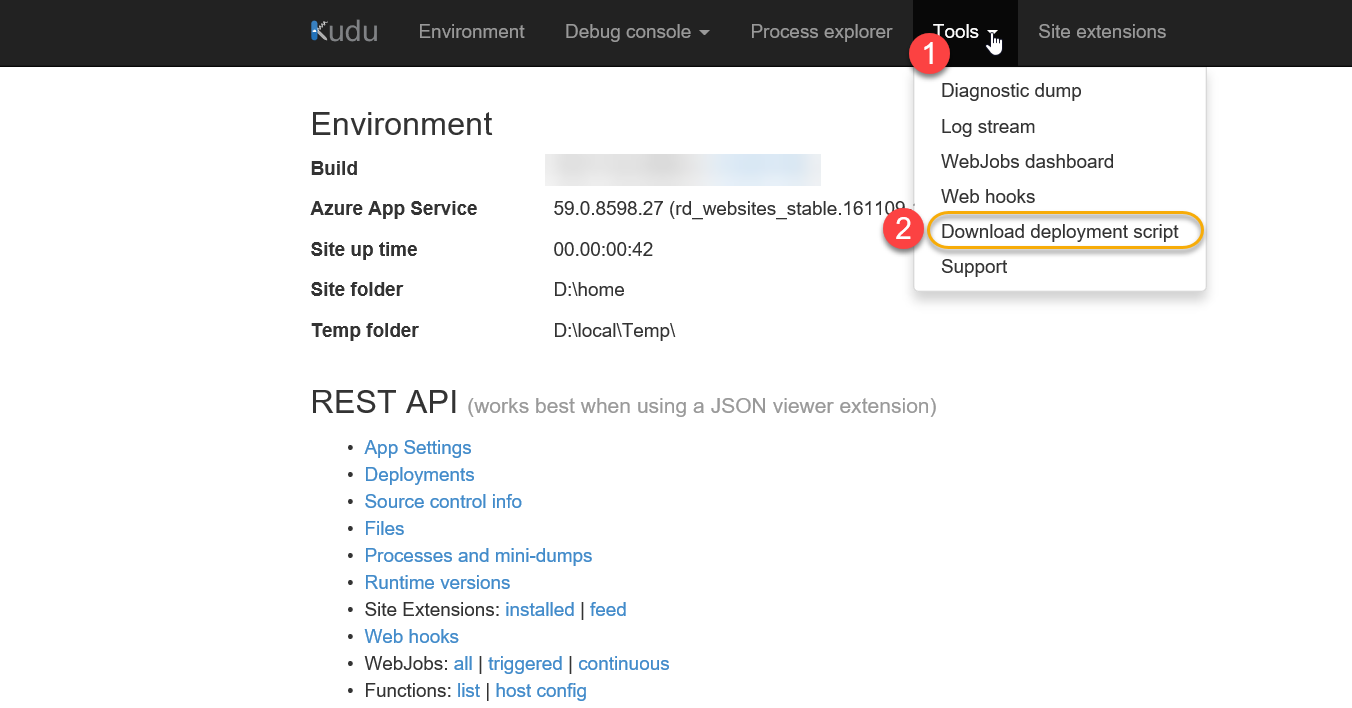 Kudu Environment Debug console Process explorer Tools Site extensions
1
Diagnostic dump
Log stream
WebJobs dashboard
Web hooks
2 Download deployment script
Support
Environment
Build
Azure App Service 59.0.8598.27 (rd_websites_stable.161109
Site up time 00.00:00:42
Site folder D:\home
Temp folder D:\local\Temp\
REST API (works best when using a JSON viewer extension)
• App Settings
• Deployments
• Source control info
• Files
• Processes and mini-dumps
• Runtime versions
• Site Extensions: installed | feed
• Web hooks
• WebJobs: all | triggered | continuous
• Functions: list | host config